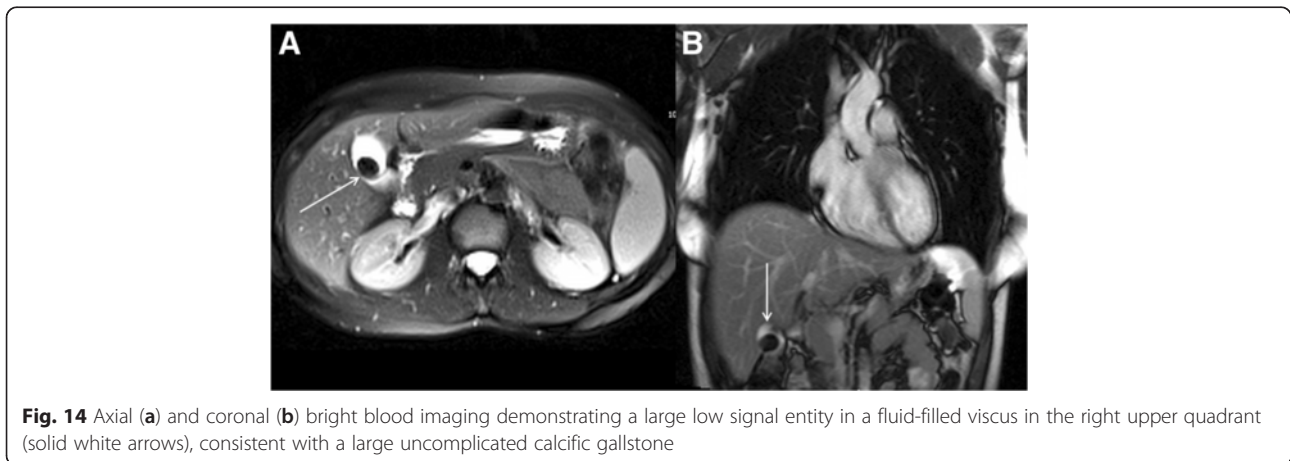 A
B
10
Fig. 14 Axial (a) and coronal (b) bright blood imaging demonstrating a large low signal entity in a fluid-filled viscus in the right upper quadrant
(solid white arrows), consistent with a large uncomplicated calcific gallstone